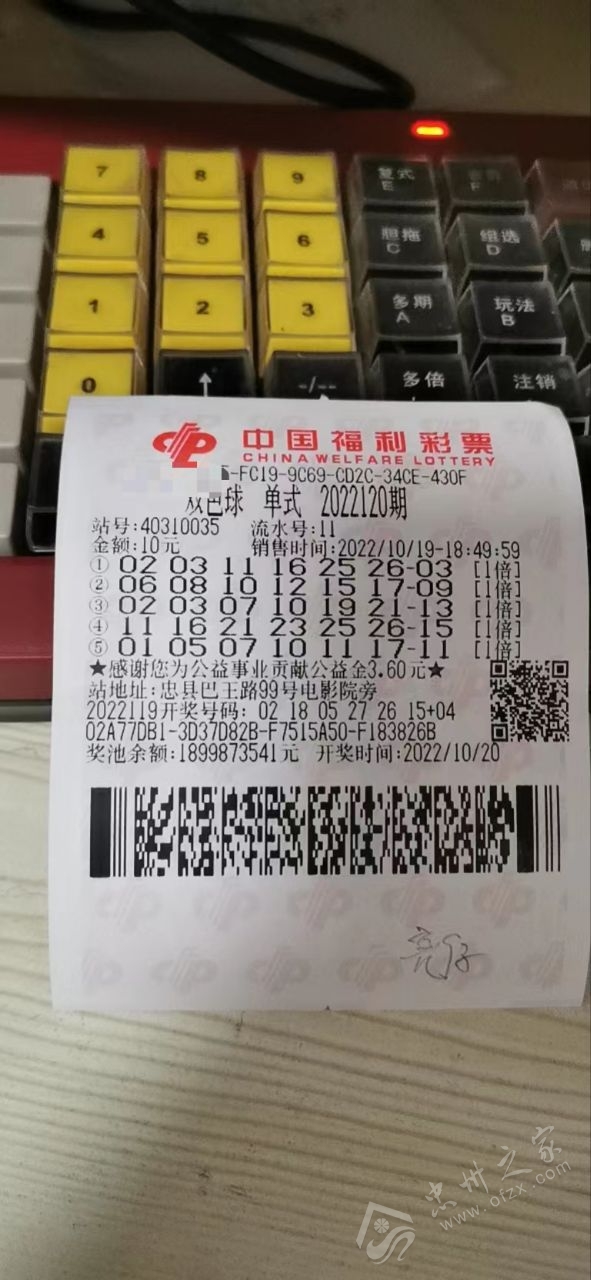 7 8 9 复式 E
4 5 6 胆拖 C 组选 D
1 2 3 多期 A 玩法 B
0 ↑ -/-- 多倍 注销
中国福利彩票
CHINA WELFARE LOTTERY
-FC19-9C69-CD2C-34CE-430F
双色球 单式 2022120期
站号:40310035 流水号:11
金额:10元 销售时间:2022/10/19-18:49:59
① 02 03 11 16 25 26-03 [1倍]
② 06 08 10 12 15 17-09 [1倍]
③ 02 03 07 10 19 21-13 [1倍]
④ 11 16 21 23 25 26-15 [1倍]
⑤ 01 05 07 10 11 17-11 [1倍]
★感谢您为公益事业贡献公益金3.60元★
站地址:忠县巴王路99号电影院旁
2022119开奖号码: 02 18 05 27 26 15+04
02A77DB1-3D37D82B-F7515A50-F183826B
奖池余额:1899873541元 开奖时间:2022/10/20
亮仔
忠州之家
www.ofzx.com